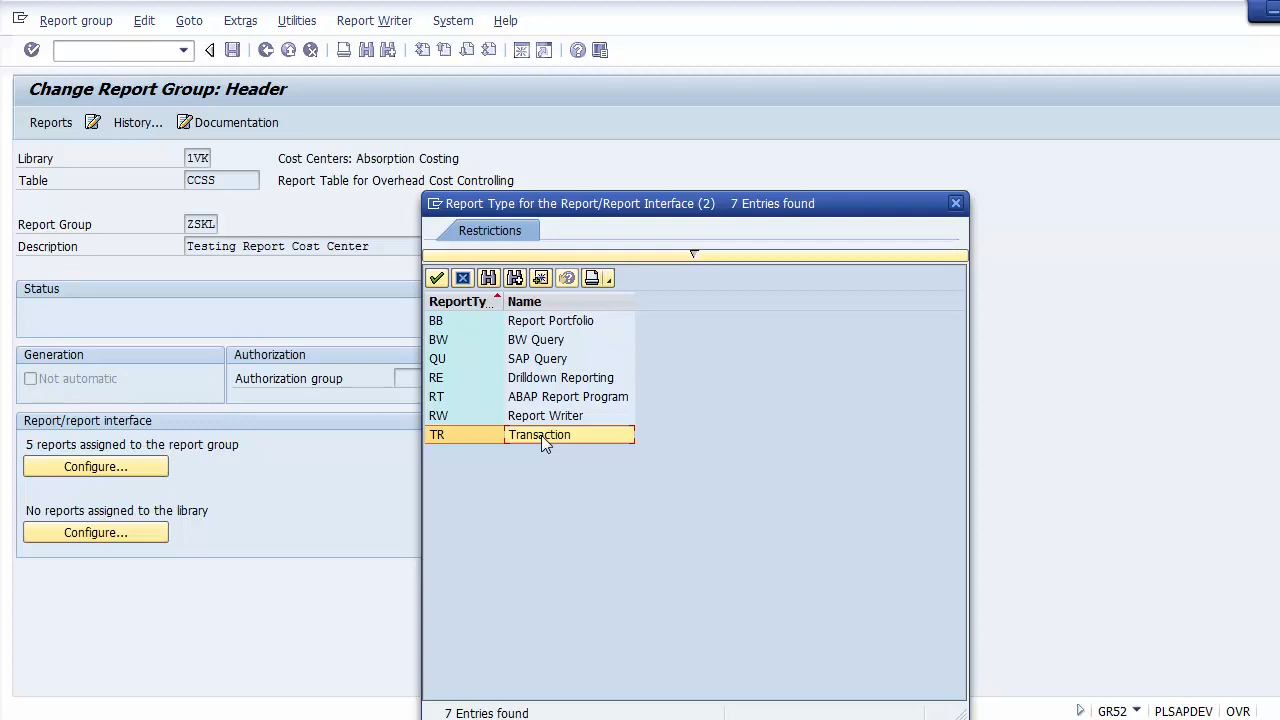 Report group Edit Goto Extras Utilities Report Writer System Help
Change Report Group: Header
Reports History... Documentation
Library 1VK Cost Centers: Absorption Costing
Table CCSS Report Table for Overhead Cost Controlling
Report Group ZSKL
Description Testing Report Cost Center
Status
Generation Authorization
Not automatic Authorization group
Report/report interface
5 reports assigned to the report group
Configure...
No reports assigned to the library
Configure...
Report Type for the Report/Report Interface (2) 7 Entries found
Restrictions
ReportTy... Name
BB Report Portfolio
BW BW Query
QU SAP Query
RE Drilldown Reporting
RT ABAP Report Program
RW Report Writer
TR Transaction
7 Entries found
GR52 PLSAPDEV OVR